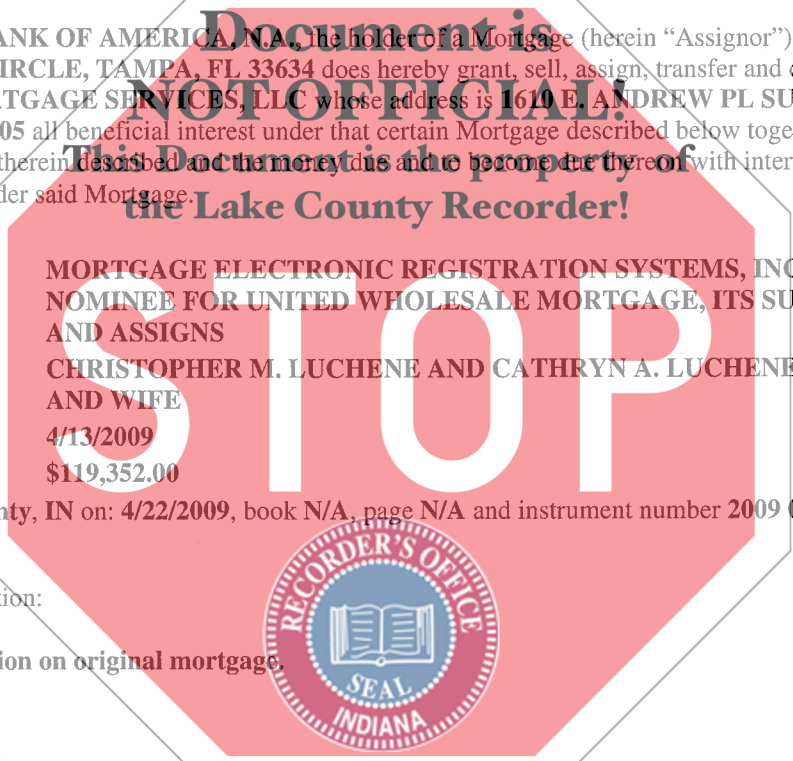 Document is
ANK OF AMERICA, N.A., the holder of a Mortgage (herein “Assignor”)
IRCLE, TAMPA, FL 33634 does hereby grant, sell, assign, transfer and
NOT OFFICIAL!
TGAGE SERVICES, LLC whose address is 1610 E. ANDREW PL SU
05 all beneficial interest under that certain Mortgage described below toge
This Document is the property of
therein described and the money due and to become due thereon with inter
der said Mortgage.
the Lake County Recorder!
MORTGAGE ELECTRONIC REGISTRATION SYSTEMS, INC
NOMINEE FOR UNITED WHOLESALE MORTGAGE, ITS SU
AND ASSIGNS
STOP
CHRISTOPHER M. LUCHENE AND CATHRYN A. LUCHENE
AND WIFE
4/13/2009
$119,352.00
nty, IN on: 4/22/2009, book N/A, page N/A and instrument number 2009
RECORDER'S OFFICE
tion:
ion on original mortgage.
SEAL
INDIANA